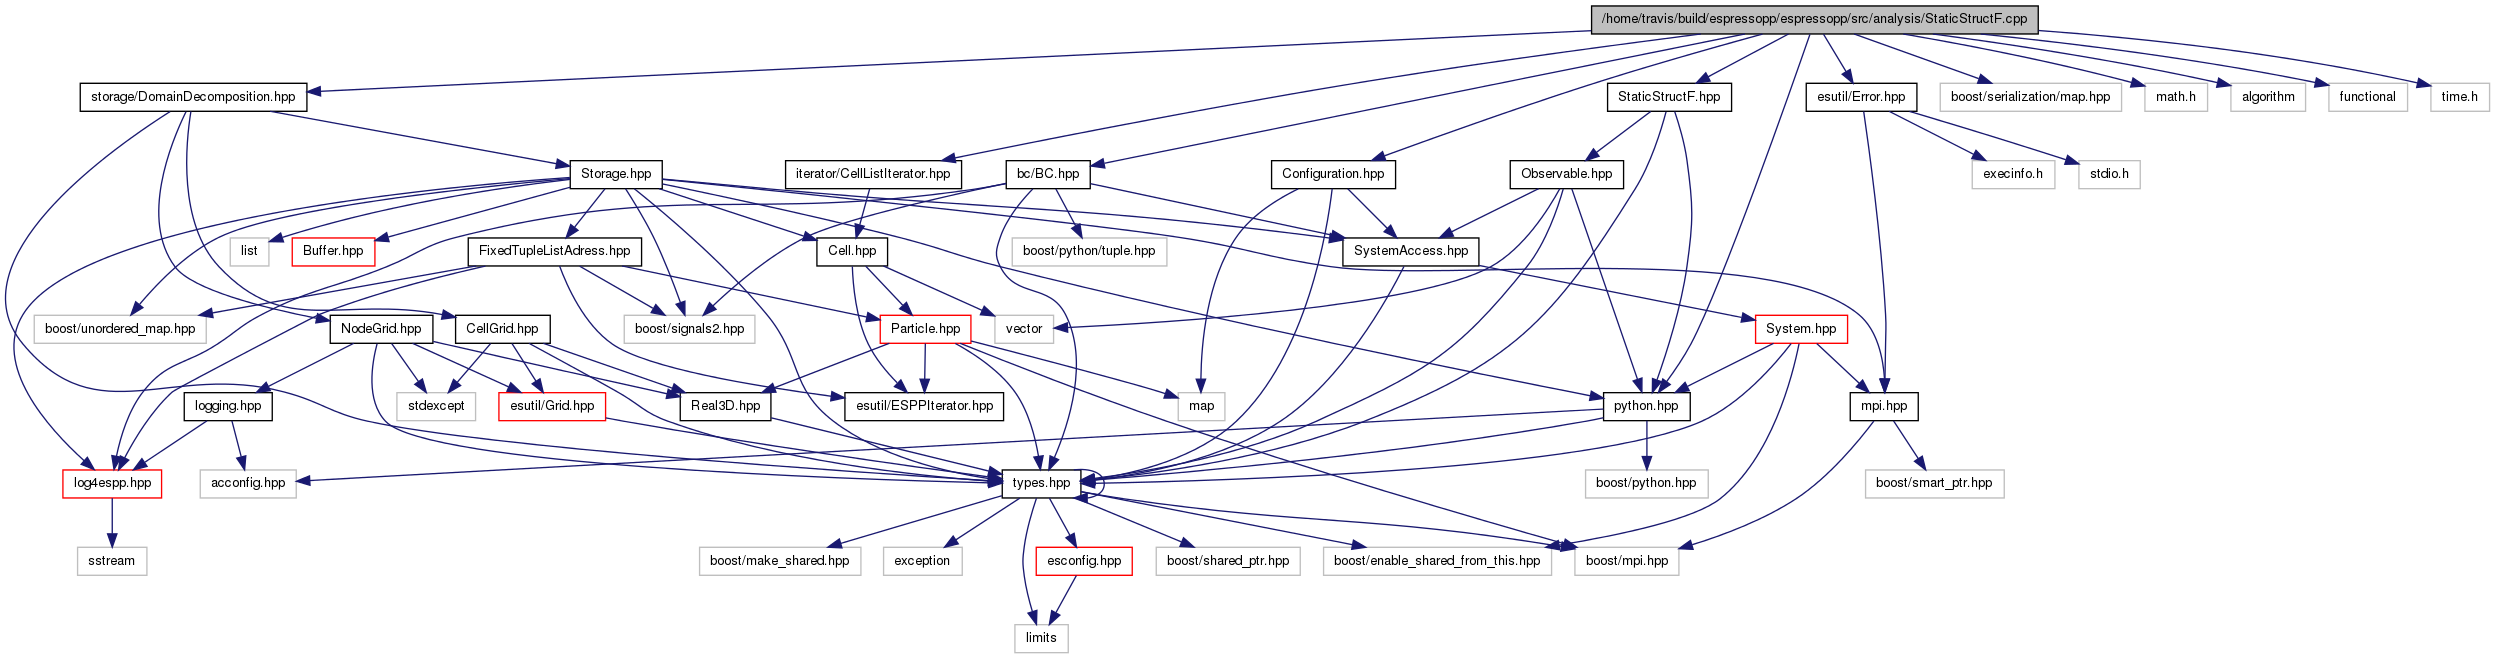 /home/travis/build/espressopp/espressopp/src/analysis/StaticStructF.cpp
storage/DomainDecomposition.hpp
StaticStructF.hpp
esutil/Error.hpp
boost/serialization/map.hpp
math.h
algorithm
functional
time.h
Storage.hpp
iterator/CellListIterator.hpp
bc/BC.hpp
Configuration.hpp
Observable.hpp
execinfo.h
stdio.h
list
Buffer.hpp
FixedTupleListAdress.hpp
Cell.hpp
boost/python/tuple.hpp
SystemAccess.hpp
boost/unordered_map.hpp
NodeGrid.hpp
CellGrid.hpp
boost/signals2.hpp
Particle.hpp
vector
System.hpp
logging.hpp
stdexcept
esutil/Grid.hpp
Real3D.hpp
esutil/ESPPIterator.hpp
map
python.hpp
mpi.hpp
log4espp.hpp
acconfig.hpp
types.hpp
boost/python.hpp
boost/smart_ptr.hpp
sstream
boost/make_shared.hpp
exception
esconfig.hpp
boost/shared_ptr.hpp
boost/enable_shared_from_this.hpp
boost/mpi.hpp
limits